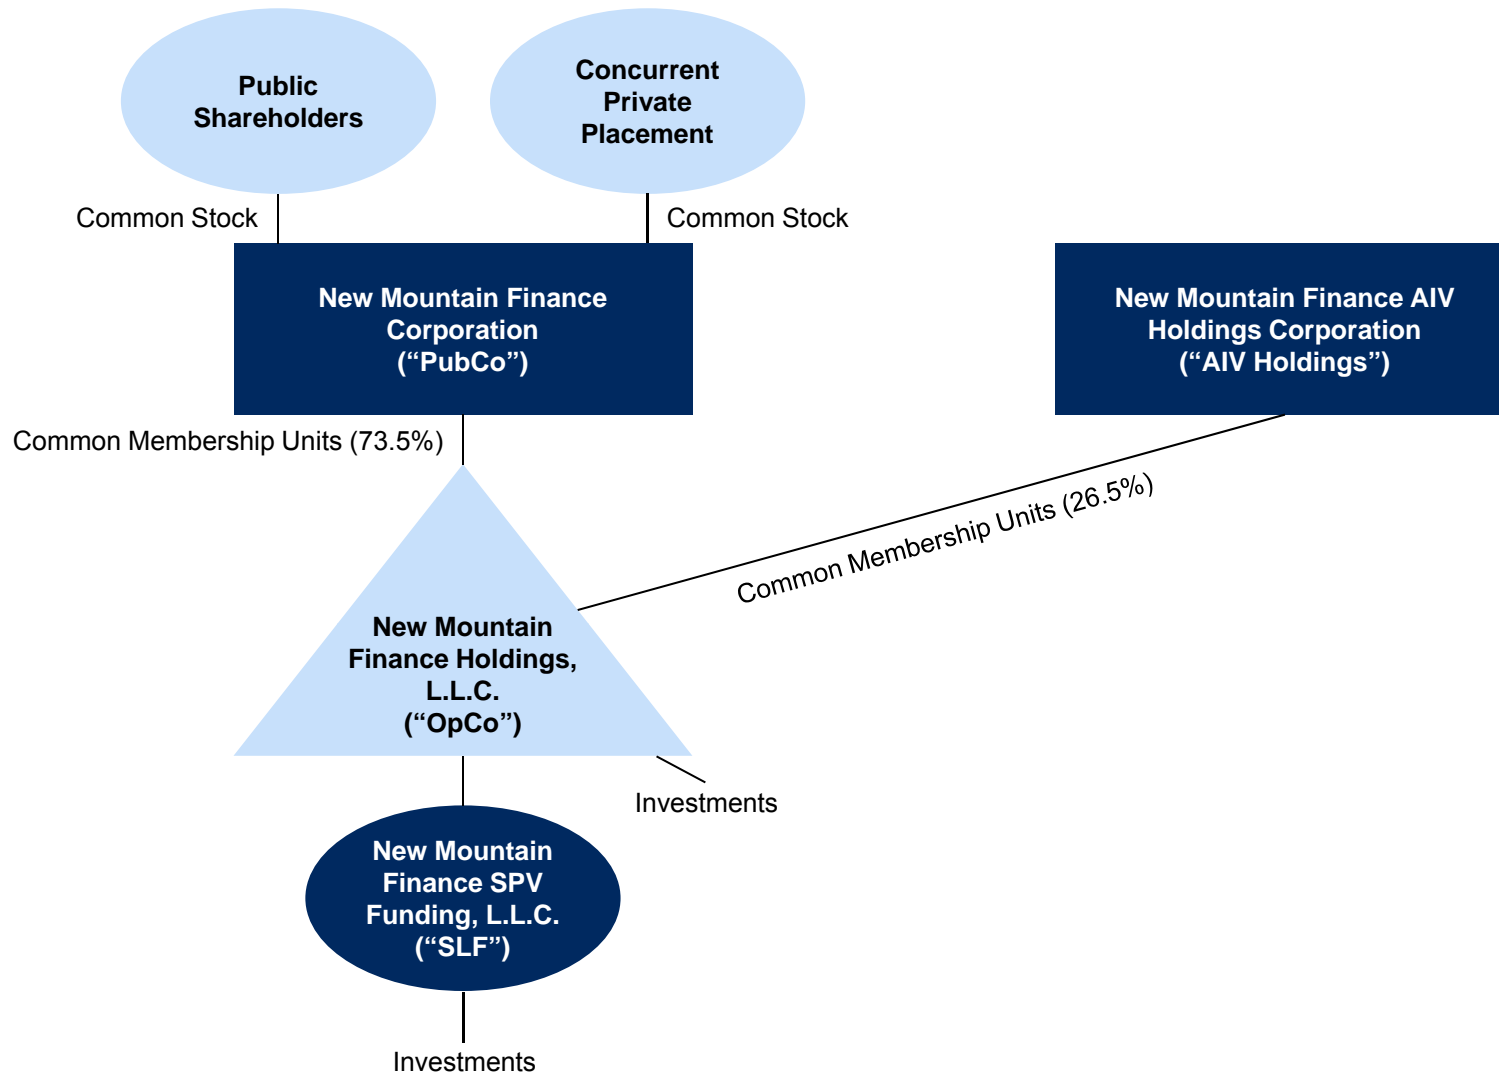 Public
Shareholders
Concurrent
Private
Placement
Common Stock
Common Stock
New Mountain Finance
Corporation
(“PubCo”)
New Mountain Finance AIV
Holdings Corporation
(“AIV Holdings”)
Common Membership Units (73.5%)
Common Membership Units (26.5%)
New Mountain
Finance Holdings,
L.L.C.
(“OpCo”)
Investments
New Mountain
Finance SPV
Funding, L.L.C.
(“SLF”)
Investments